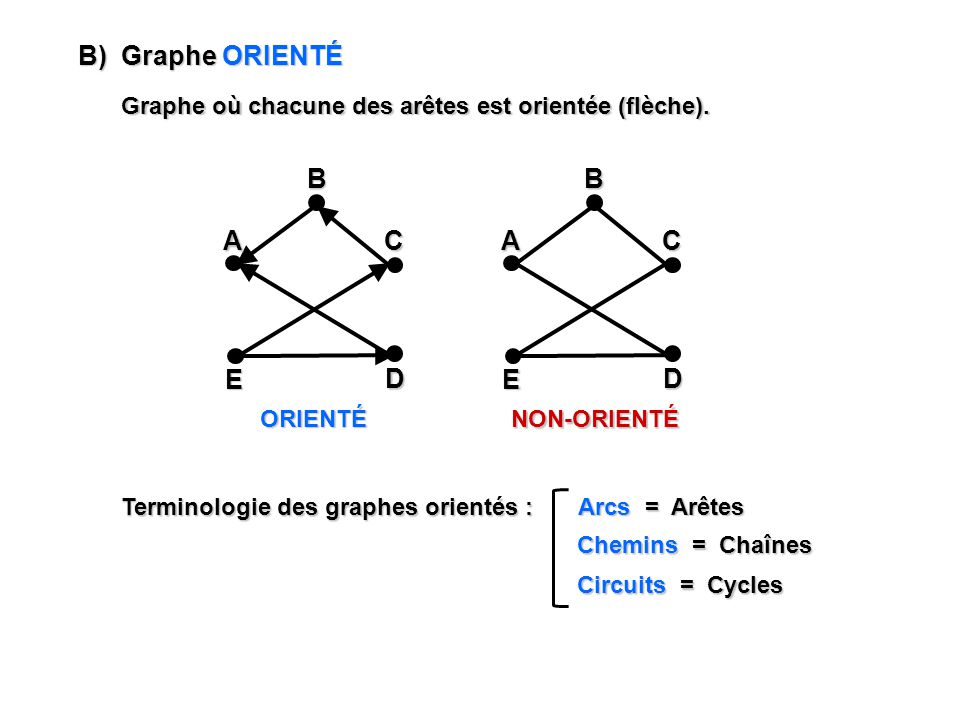 B) Graphe ORIENTÉ
Graphe où chacune des arêtes est orientée (flèche).
B B
A C A C
E D E D
ORIENTÉ NON-ORIENTÉ
Terminologie des graphes orientés : Arcs = Arêtes
Chemins = Chaînes
Circuits = Cycles